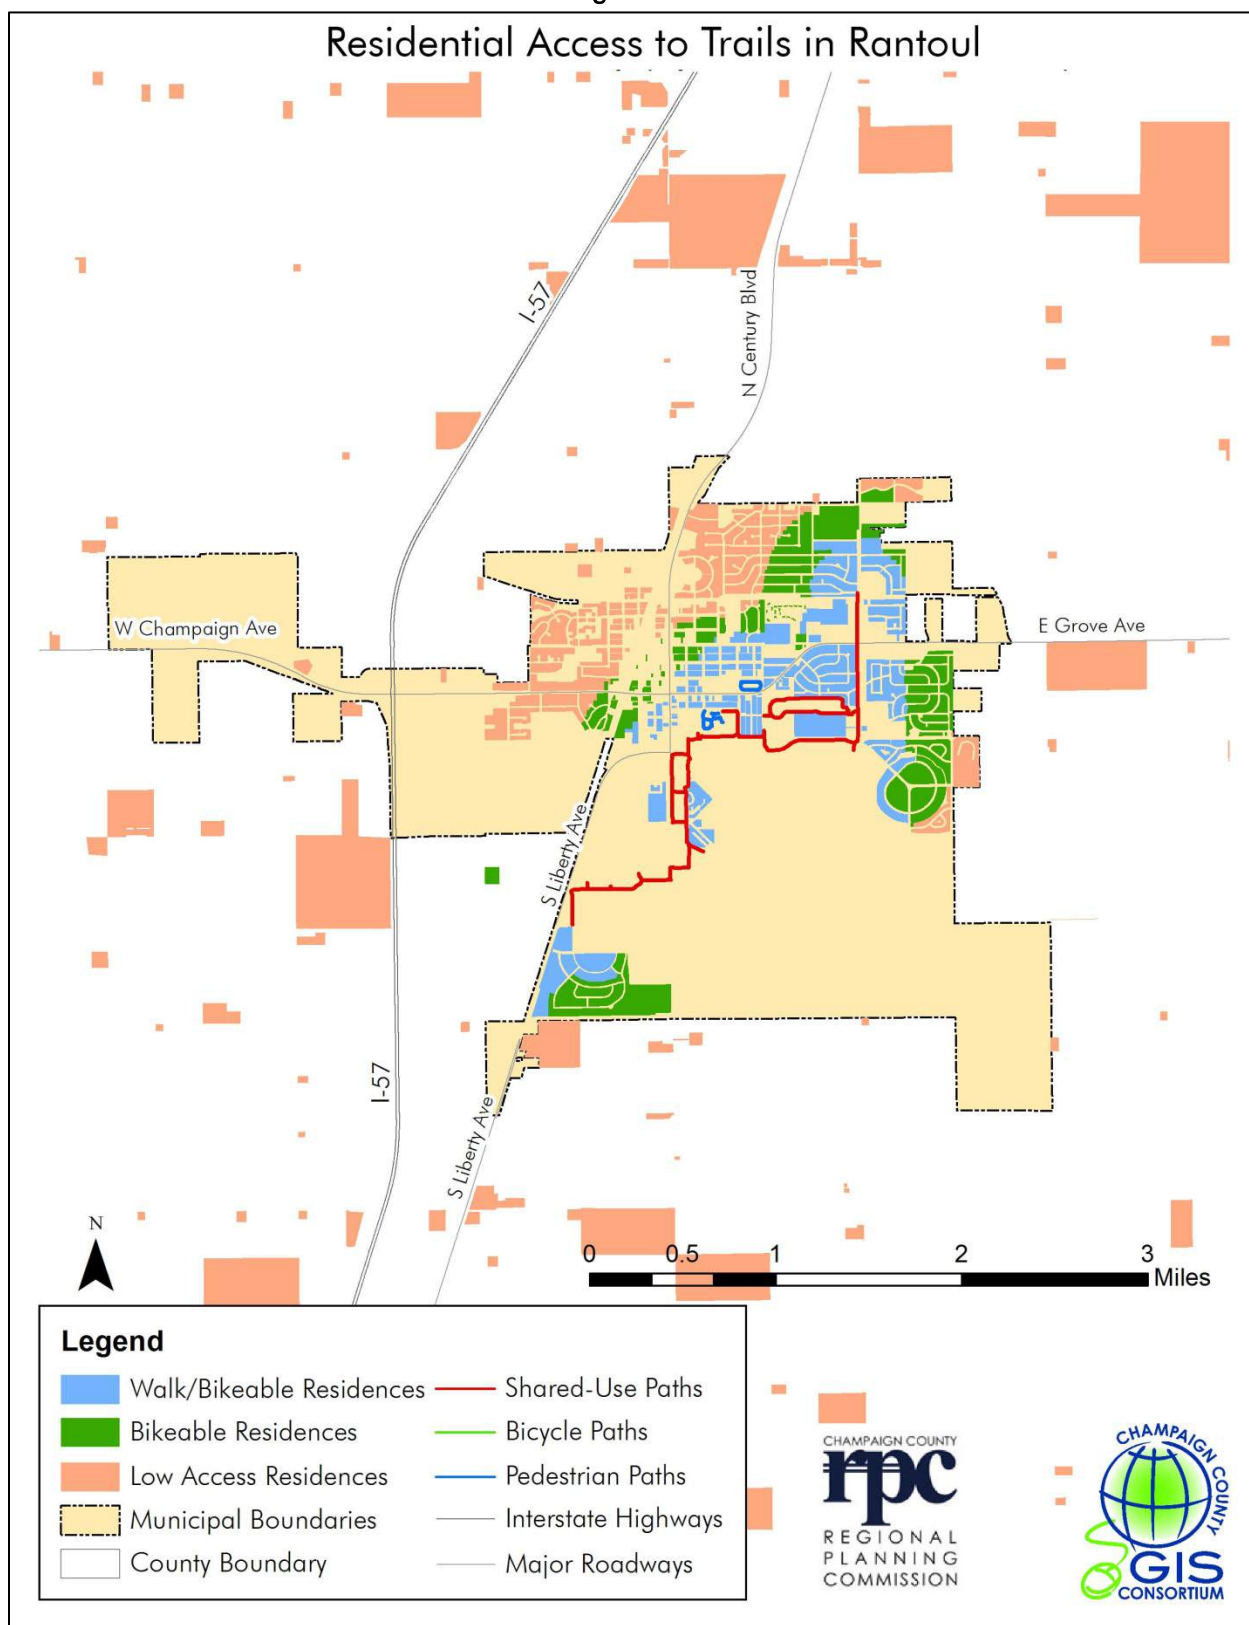 Residential Access to Trails in Rantoul
I-57
N Century Blvd
W Champaign Ave
E Grove Ave
S Liberty Ave
I-57
S Liberty Ave
N
0 0.5 1 2 3
Miles
Legend
Walk/Bikeable Residences
Bikeable Residences
Low Access Residences
Municipal Boundaries
County Boundary
Shared-Use Paths
Bicycle Paths
Pedestrian Paths
Interstate Highways
Major Roadways
CHAMPAIGN COUNTY
rpc
REGIONAL
PLANNING
COMMISSION
CHAMPAIGN COUNTY
GIS
CONSORTIUM